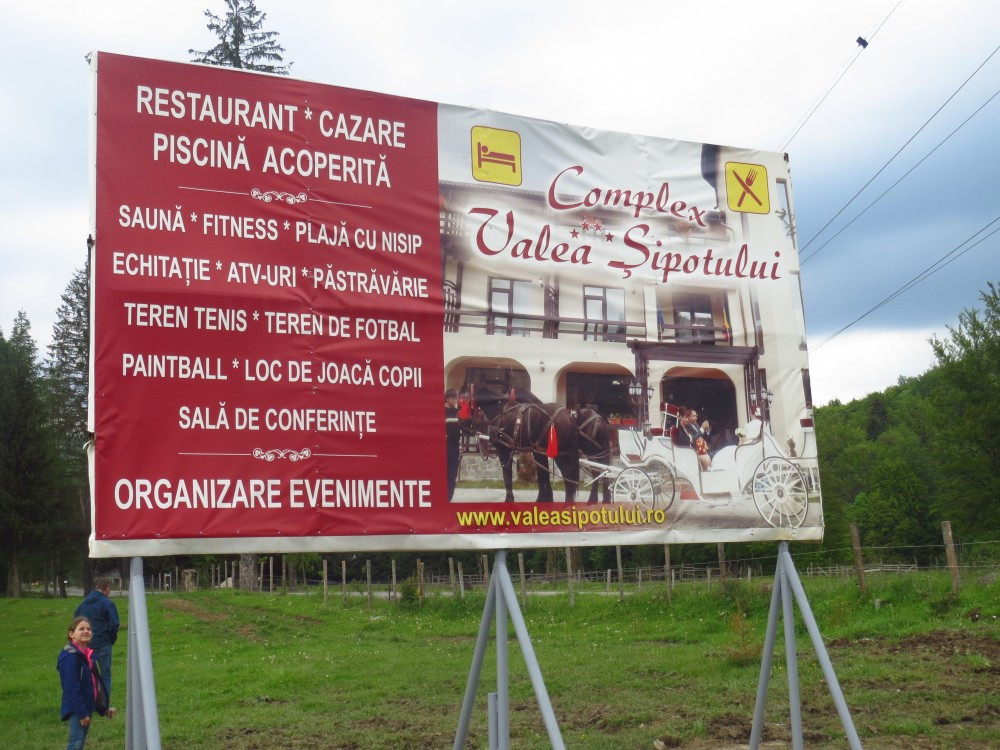 RESTAURANT * CAZARE
PISCINĂ ACOPERITĂ
SAUNĂ * FITNESS * PLAJĂ CU NISIP
ECHITAȚIE * ATV-URI * PĂSTRĂVĂRIE
TEREN TENIS * TEREN DE FOTBAL
PAINTBALL * LOC DE JOACĂ COPII
SALĂ DE CONFERINȚE
ORGANIZARE EVENIMENTE
Complex
Valea Şipotului
www.valeasipotului.ro